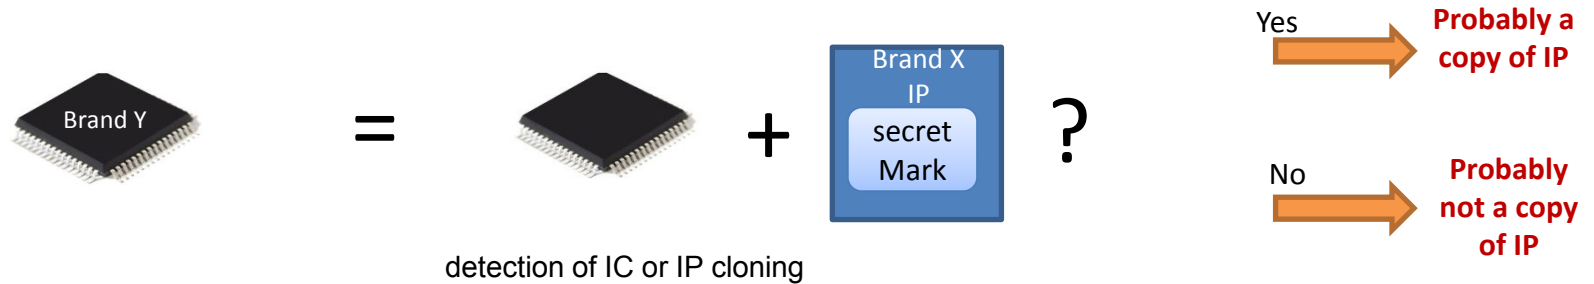 Brand Y
=
+
Brand X
IP
secret
Mark
?
Yes
Probably a
copy of IP
No
Probably
not a copy
of IP
detection of IC or IP cloning